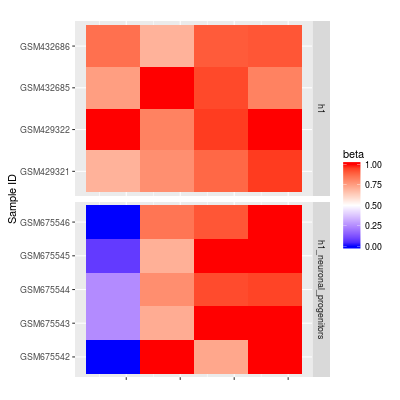 GSM432686
GSM432685
GSM429322
GSM429321
h1
Sample ID
GSM675546
GSM675545
GSM675544
GSM675543
GSM675542
h1_neuronal_progenitors
beta
1.00
0.75
0.50
0.25
0.00